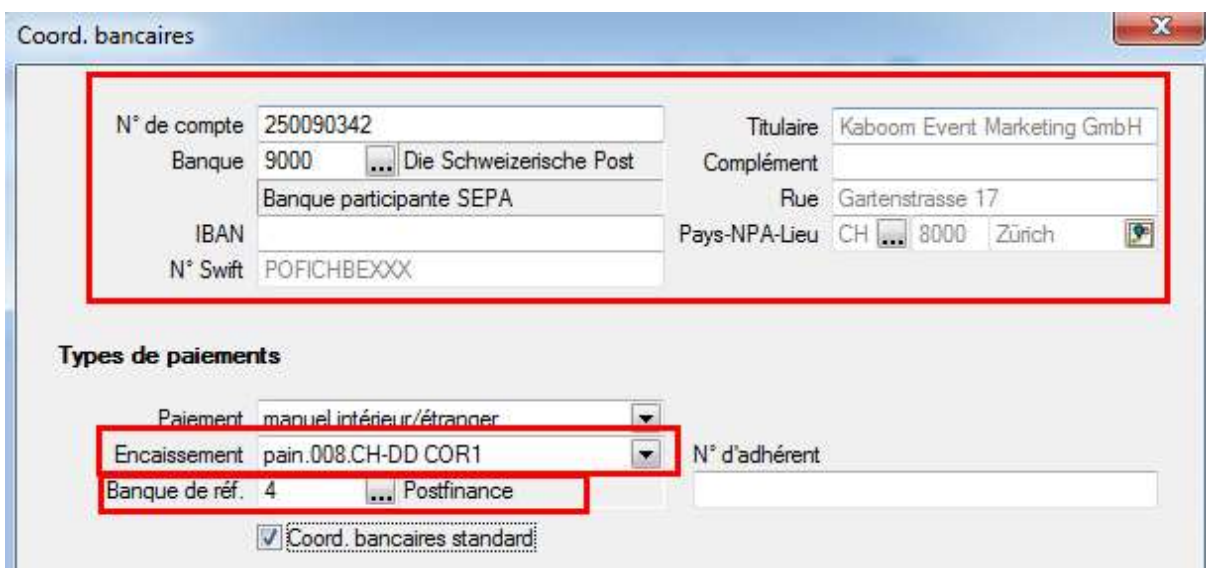 Coord. bancaires
N° de compte 250090342 Titulaire Kaboom Event Marketing GmbH
Banque 9000 ... Die Schweizerische Post Complément
Banque participante SEPA Rue Gartenstrasse 17
IBAN Pays-NPA-Lieu CH ... 8000 Zürich
N° Swift POFICHBEXXX
Types de paiements
Paiement manuel intérieur/étranger
Encaissement pain.008.CH-DD COR1 N° d'adhérent
Banque de réf. 4 ... Postfinance
Coord. bancaires standard